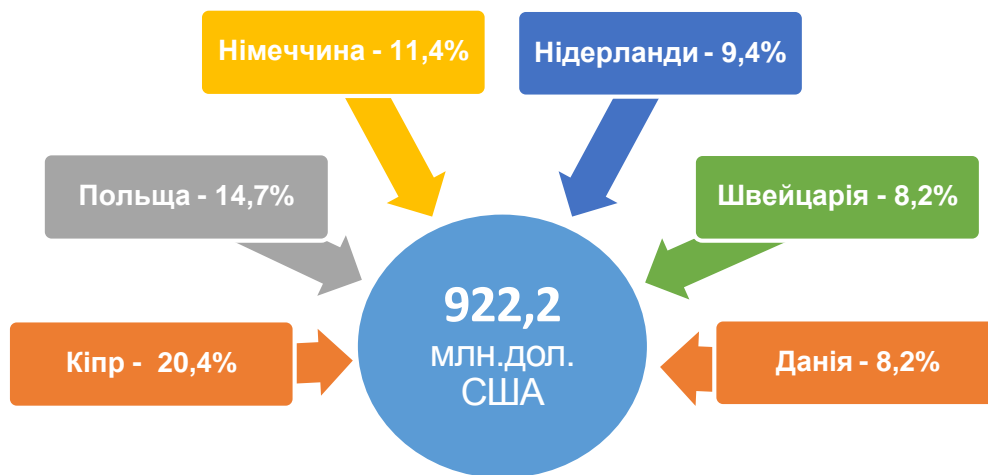 Німеччина - 11,4%
Нідерланди - 9,4%
Польща - 14,7%
Швейцарія - 8,2%
922,2
млн.дол.
США
Кіпр - 20,4%
Данія - 8,2%